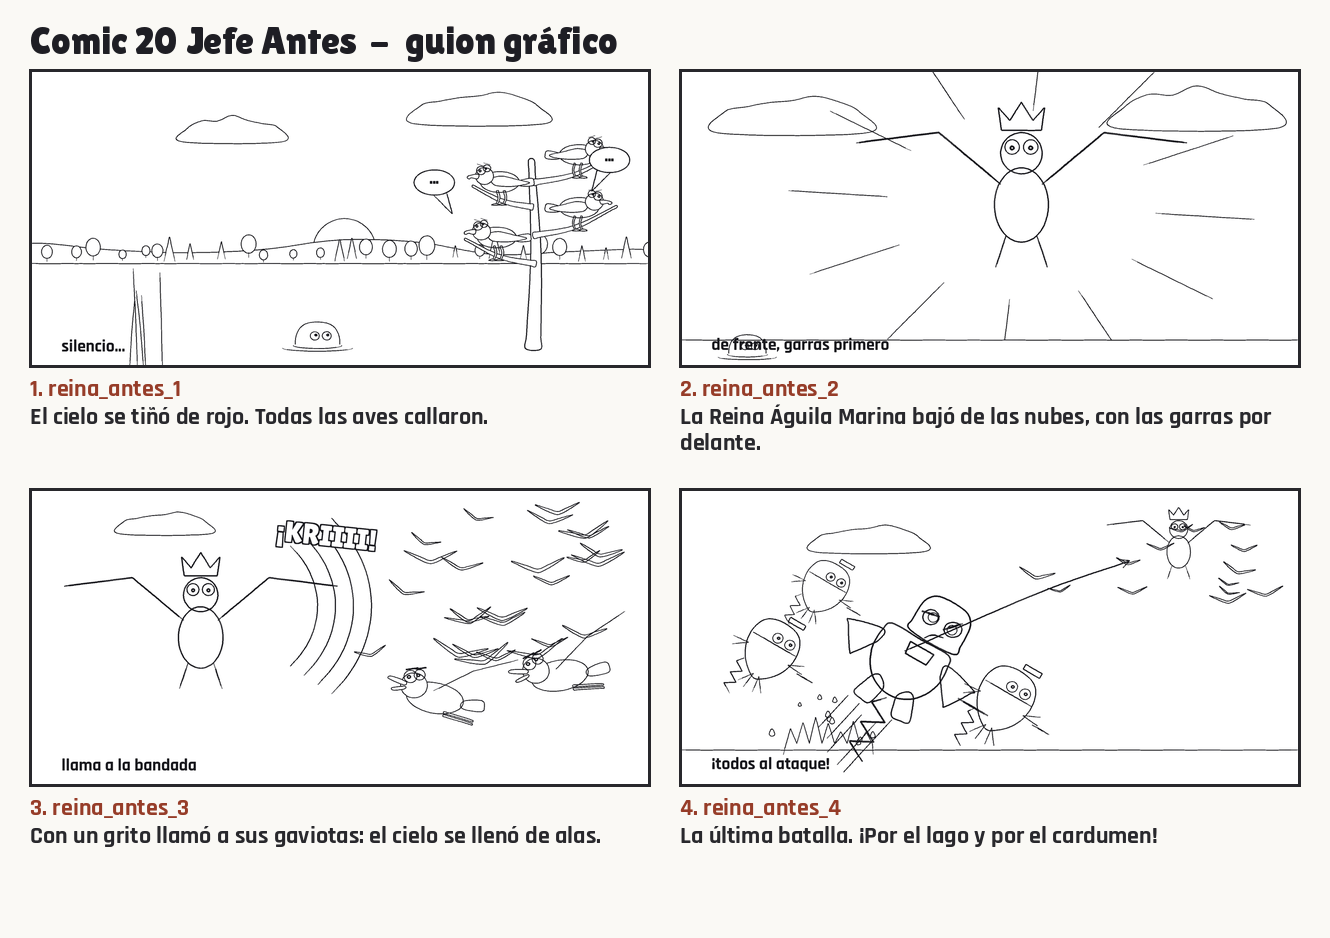 Comic 20 Jefe Antes – guion gráfico
...
...
silencio...
1. reina_antes_1
El cielo se tiñó de rojo. Todas las aves callaron.
de frente, garras primero
2. reina_antes_2
La Reina Águila Marina bajó de las nubes, con las garras por
delante.
¡KRIIII!
llama a la bandada
3. reina_antes_3
Con un grito llamó a sus gaviotas: el cielo se llenó de alas.
¡todos al ataque!
4. reina_antes_4
La última batalla. ¡Por el lago y por el cardumen!